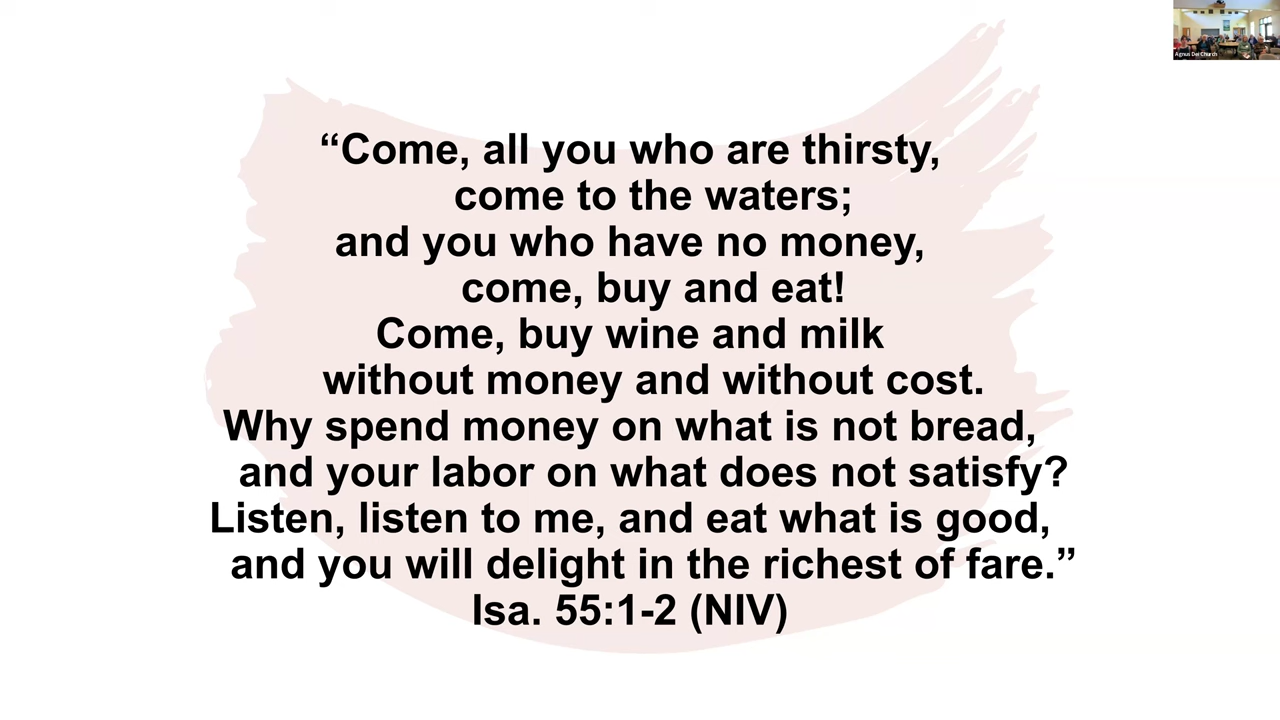 Agnus Dei Church
“Come, all you who are thirsty,
come to the waters;
and you who have no money,
come, buy and eat!
Come, buy wine and milk
without money and without cost.
Why spend money on what is not bread,
and your labor on what does not satisfy?
Listen, listen to me, and eat what is good,
and you will delight in the richest of fare.”
Isa. 55:1-2 (NIV)